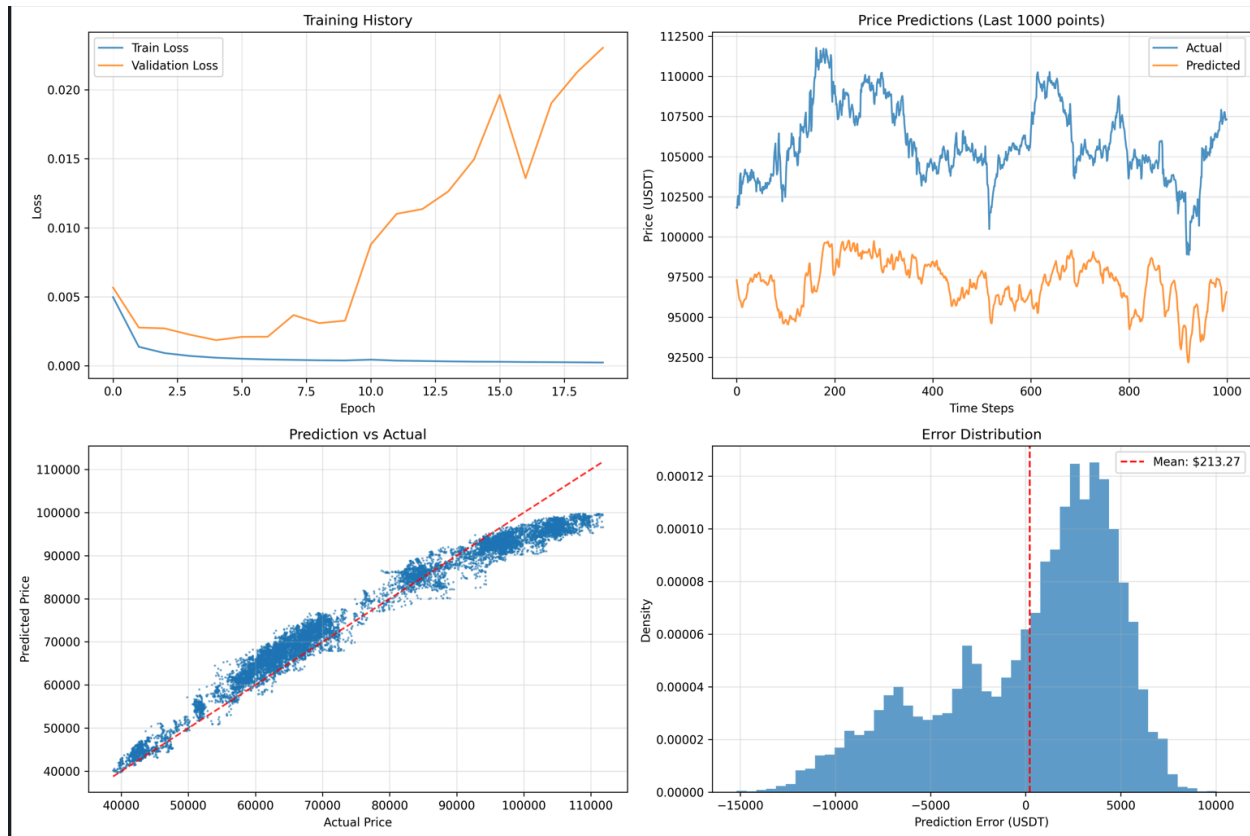 Training History
Train Loss
Validation Loss
0.020
0.015
0.010
0.005
0.000
Loss
0.0 2.5 5.0 7.5 10.0 12.5 15.0 17.5
Epoch
Price Predictions (Last 1000 points)
Actual
Predicted
112500
110000
107500
105000
102500
100000
97500
95000
92500
Price (USDT)
0 200 400 600 800 1000
Time Steps
Prediction vs Actual
110000
100000
90000
80000
70000
60000
50000
40000
Predicted Price
40000 50000 60000 70000 80000 90000 100000 110000
Actual Price
Error Distribution
Mean: $213.27
0.00012
0.00010
0.00008
0.00006
0.00004
0.00002
0.00000
Density
−15000 −10000 −5000 0 5000 10000
Prediction Error (USDT)